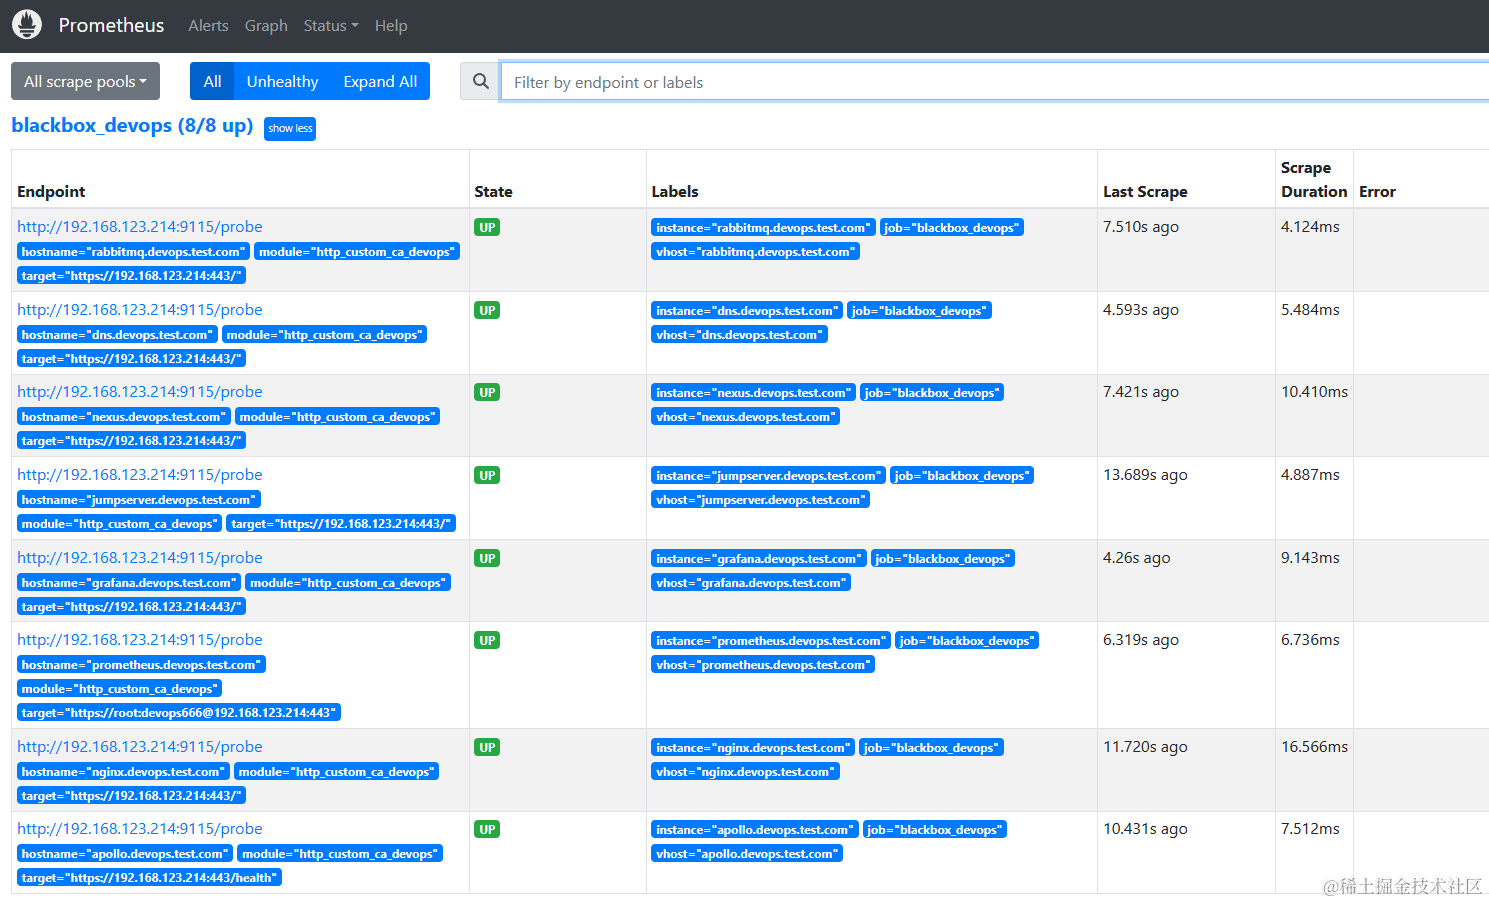 Prometheus Alerts Graph Status Help
All scrape pools All Unhealthy Expand All Filter by endpoint or labels
blackbox_devops (8/8 up) show less
Endpoint State Labels Last Scrape Scrape Duration Error
http://192.168.123.214:9115/probe UP instance="rabbitmq.devops.test.com" job="blackbox_devops" 7.510s ago 4.124ms
hostname="rabbitmq.devops.test.com" module="http_custom_ca_devops" vhost="rabbitmq.devops.test.com"
target="https://192.168.123.214:443/"
http://192.168.123.214:9115/probe UP instance="dns.devops.test.com" job="blackbox_devops" 4.593s ago 5.484ms
hostname="dns.devops.test.com" module="http_custom_ca_devops" vhost="dns.devops.test.com"
target="https://192.168.123.214:443/"
http://192.168.123.214:9115/probe UP instance="nexus.devops.test.com" job="blackbox_devops" 7.421s ago 10.410ms
hostname="nexus.devops.test.com" module="http_custom_ca_devops" vhost="nexus.devops.test.com"
target="https://192.168.123.214:443/"
http://192.168.123.214:9115/probe UP instance="jumpserver.devops.test.com" job="blackbox_devops" 13.689s ago 4.887ms
hostname="jumpserver.devops.test.com" vhost="jumpserver.devops.test.com"
module="http_custom_ca_devops" target="https://192.168.123.214:443/"
http://192.168.123.214:9115/probe UP instance="grafana.devops.test.com" job="blackbox_devops" 4.26s ago 9.143ms
hostname="grafana.devops.test.com" module="http_custom_ca_devops" vhost="grafana.devops.test.com"
target="https://192.168.123.214:443/"
http://192.168.123.214:9115/probe UP instance="prometheus.devops.test.com" job="blackbox_devops" 6.319s ago 6.736ms
hostname="prometheus.devops.test.com" vhost="prometheus.devops.test.com"
module="http_custom_ca_devops"
target="https://root:devops666@192.168.123.214:443"
http://192.168.123.214:9115/probe UP instance="nginx.devops.test.com" job="blackbox_devops" 11.720s ago 16.566ms
hostname="nginx.devops.test.com" module="http_custom_ca_devops" vhost="nginx.devops.test.com"
target="https://192.168.123.214:443/"
http://192.168.123.214:9115/probe UP instance="apollo.devops.test.com" job="blackbox_devops" 10.431s ago 7.512ms
hostname="apollo.devops.test.com" module="http_custom_ca_devops" vhost="apollo.devops.test.com"
target="https://192.168.123.214:443/health"
@稀土掘金技术社区